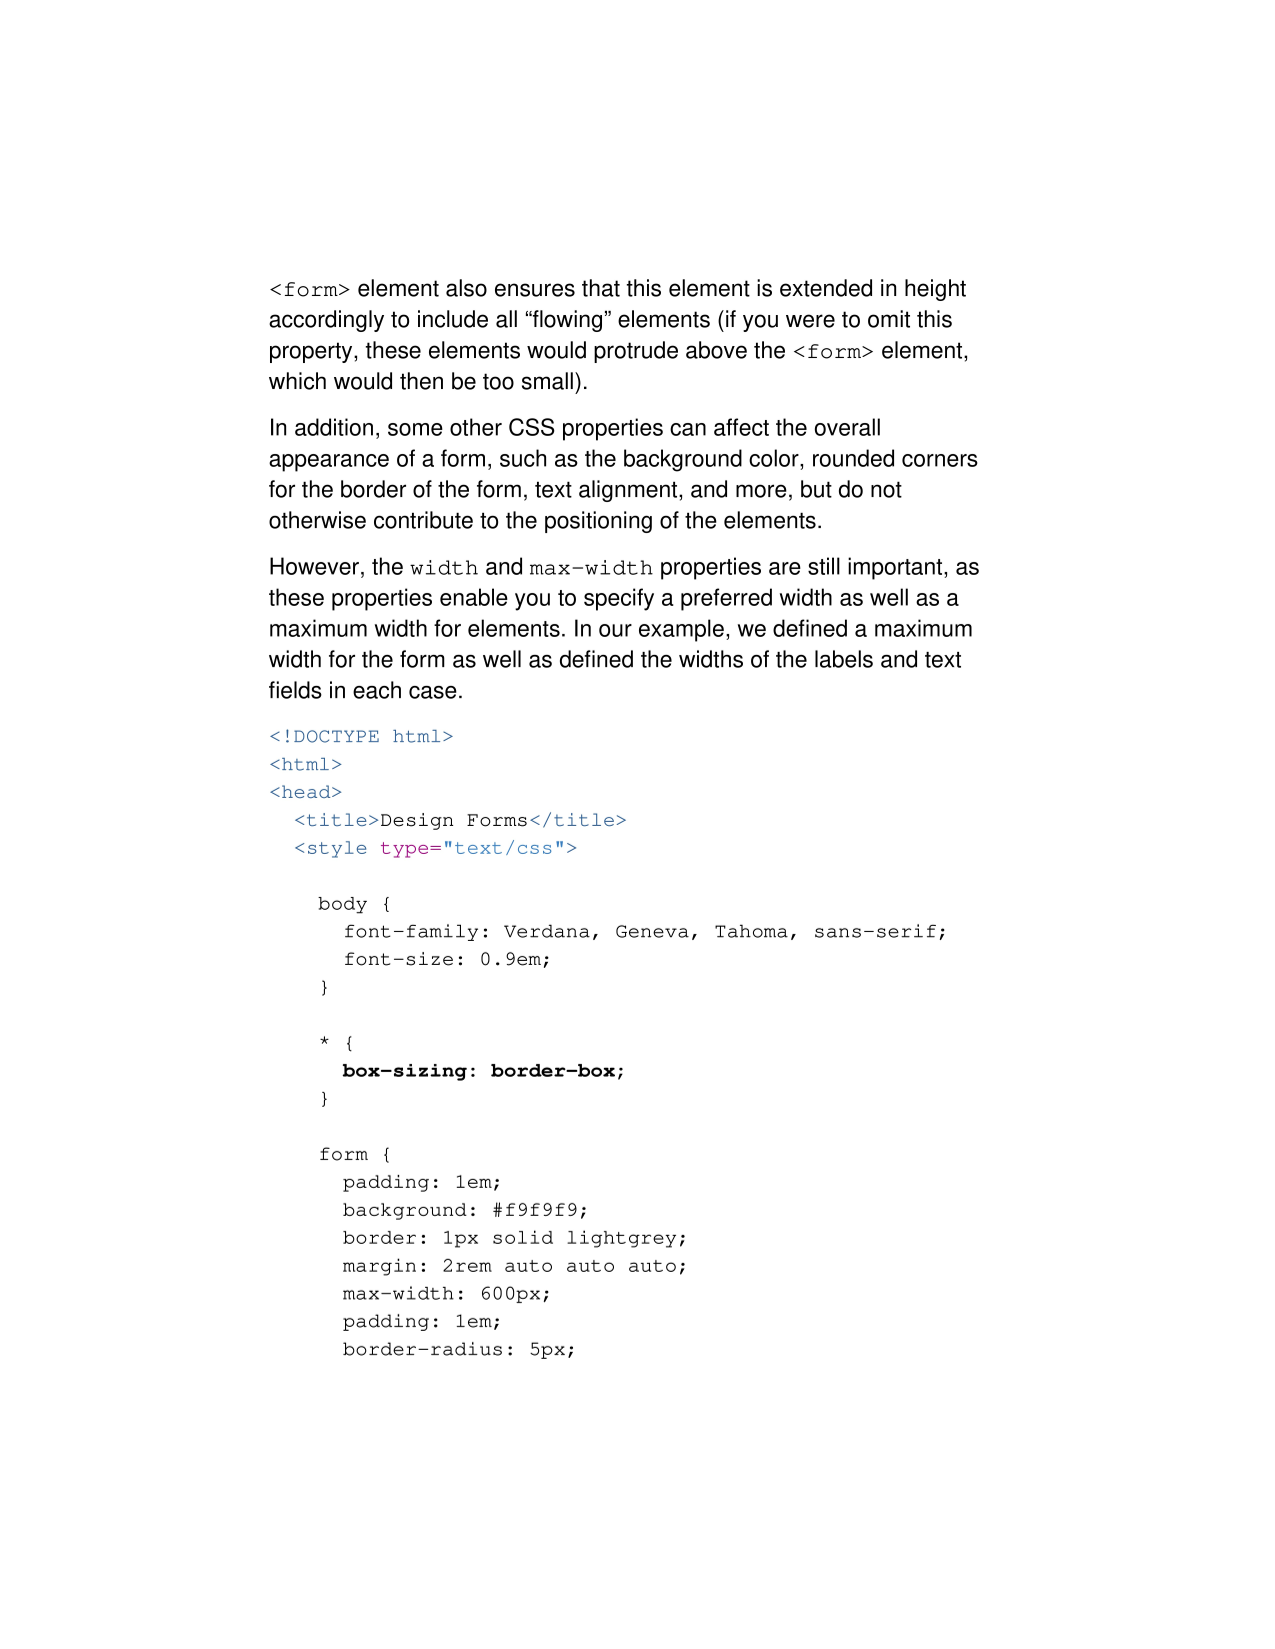 <form> element also ensures that this element is extended in height
accordingly to include all “flowing” elements (if you were to omit this
property, these elements would protrude above the <form> element,
which would then be too small).
In addition, some other CSS properties can affect the overall
appearance of a form, such as the background color, rounded corners
for the border of the form, text alignment, and more, but do not
otherwise contribute to the positioning of the elements.
However, the width and max-width properties are still important, as
these properties enable you to specify a preferred width as well as a
maximum width for elements. In our example, we defined a maximum
width for the form as well as defined the widths of the labels and text
fields in each case.
<!DOCTYPE html>
<html>
<head>
  <title>Design Forms</title>
  <style type="text/css">

    body {
      font-family: Verdana, Geneva, Tahoma, sans-serif;
      font-size: 0.9em;
    }

    * {
      box-sizing: border-box;
    }

    form {
      padding: 1em;
      background: #f9f9f9;
      border: 1px solid lightgrey;
      margin: 2rem auto auto auto;
      max-width: 600px;
      padding: 1em;
      border-radius: 5px;